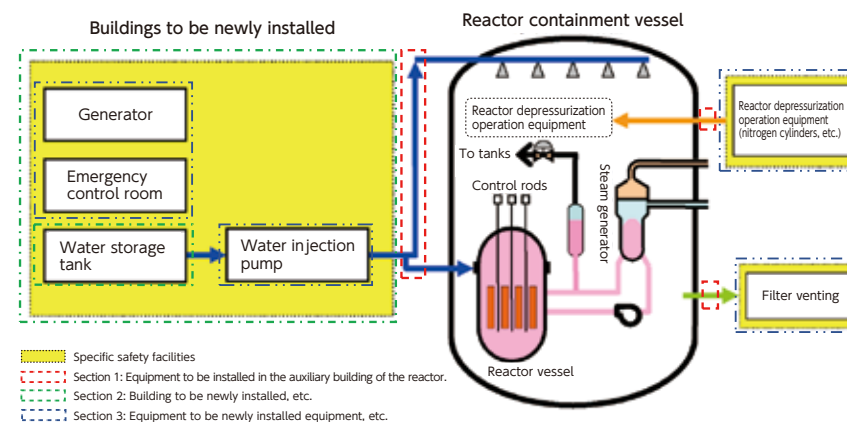 Buildings to be newly installed
Reactor containment vessel
Generator
Emergency
control room
Water storage
tank
Water injection
pump
Reactor depressurization
operation equipment
To tanks
Control rods
Steam generator
Reactor vessel
Reactor depressurization
operation equipment
(nitrogen cylinders, etc.)
Filter venting
Specific safety facilities
Section 1: Equipment to be installed in the auxiliary building of the reactor.
Section 2: Building to be newly installed, etc.
Section 3: Equipment to be newly installed equipment, etc.